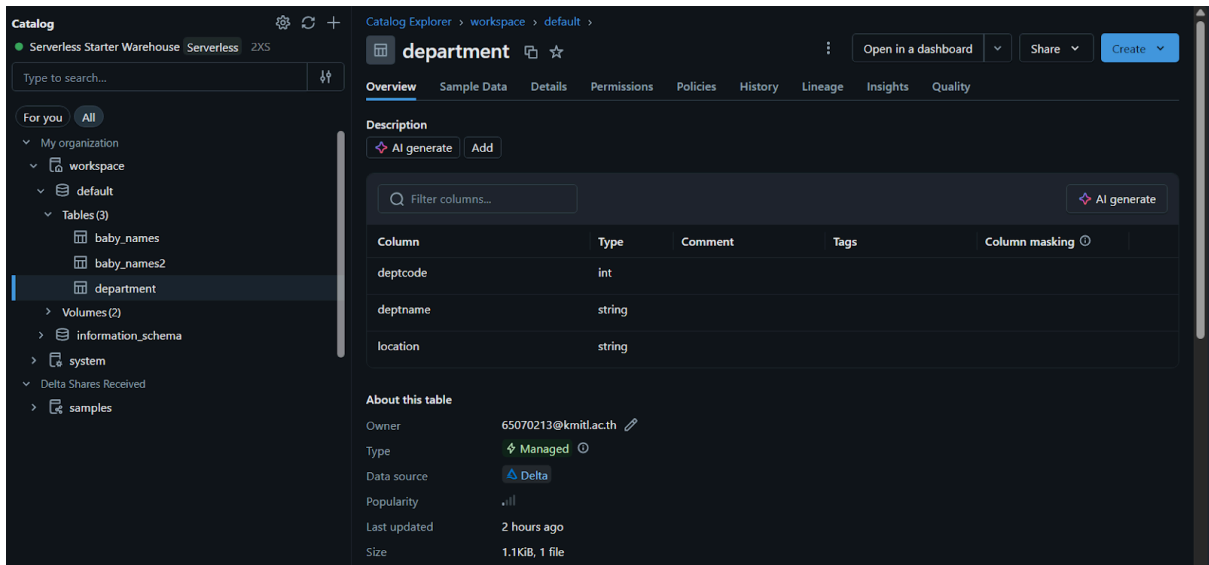 Catalog
Serverless Starter Warehouse Serverless 2XS
Type to search...
For you All
My organization
workspace
default
Tables (3)
baby_names
baby_names2
department
Volumes (2)
information_schema
system
Delta Shares Received
samples
Catalog Explorer > workspace > default >
department
Open in a dashboard
Share
Create
Overview Sample Data Details Permissions Policies History Lineage Insights Quality
Description
AI generate Add
Filter columns...
AI generate
Column Type Comment Tags Column masking
deptcode int
deptname string
location string
About this table
Owner 65070213@kmitl.ac.th
Type Managed
Data source Delta
Popularity
Last updated 2 hours ago
Size 1.1KiB, 1 file